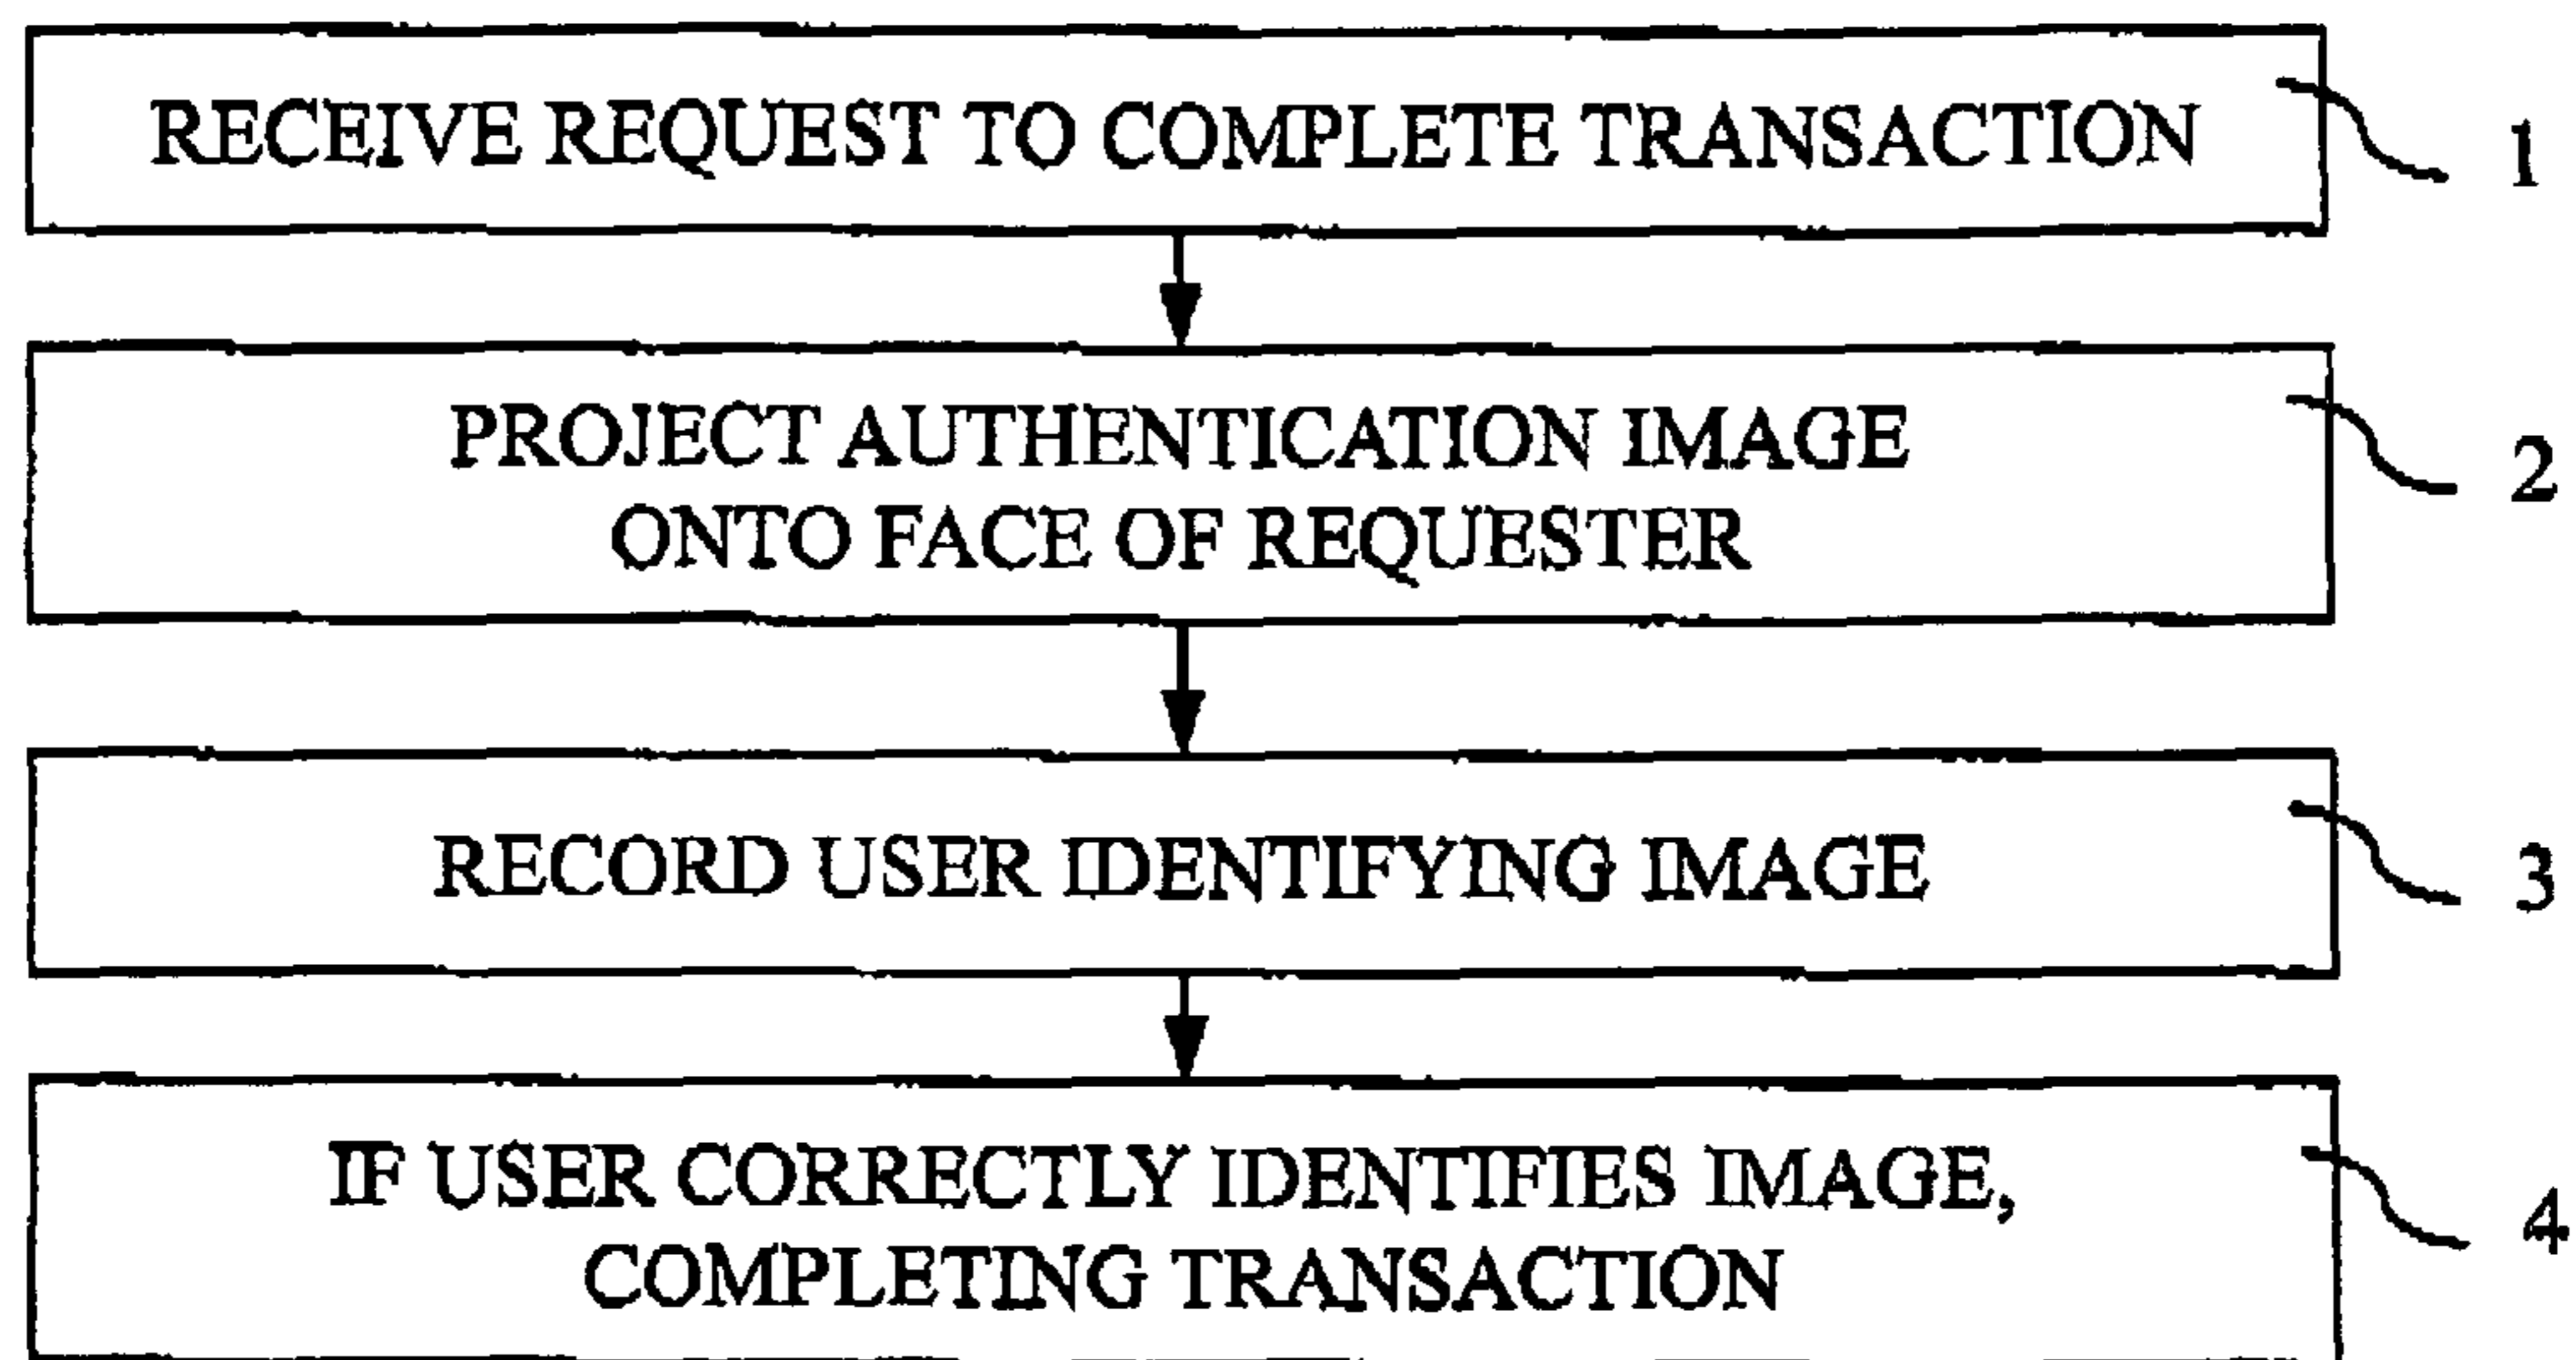 RECEIVE REQUEST TO COMPLETE TRANSACTION
1
PROJECT AUTHENTICATION IMAGE
ONTO FACE OF REQUESTER
2
RECORD USER IDENTIFYING IMAGE
3
IF USER CORRECTLY IDENTIFIES IMAGE,
COMPLETING TRANSACTION
4